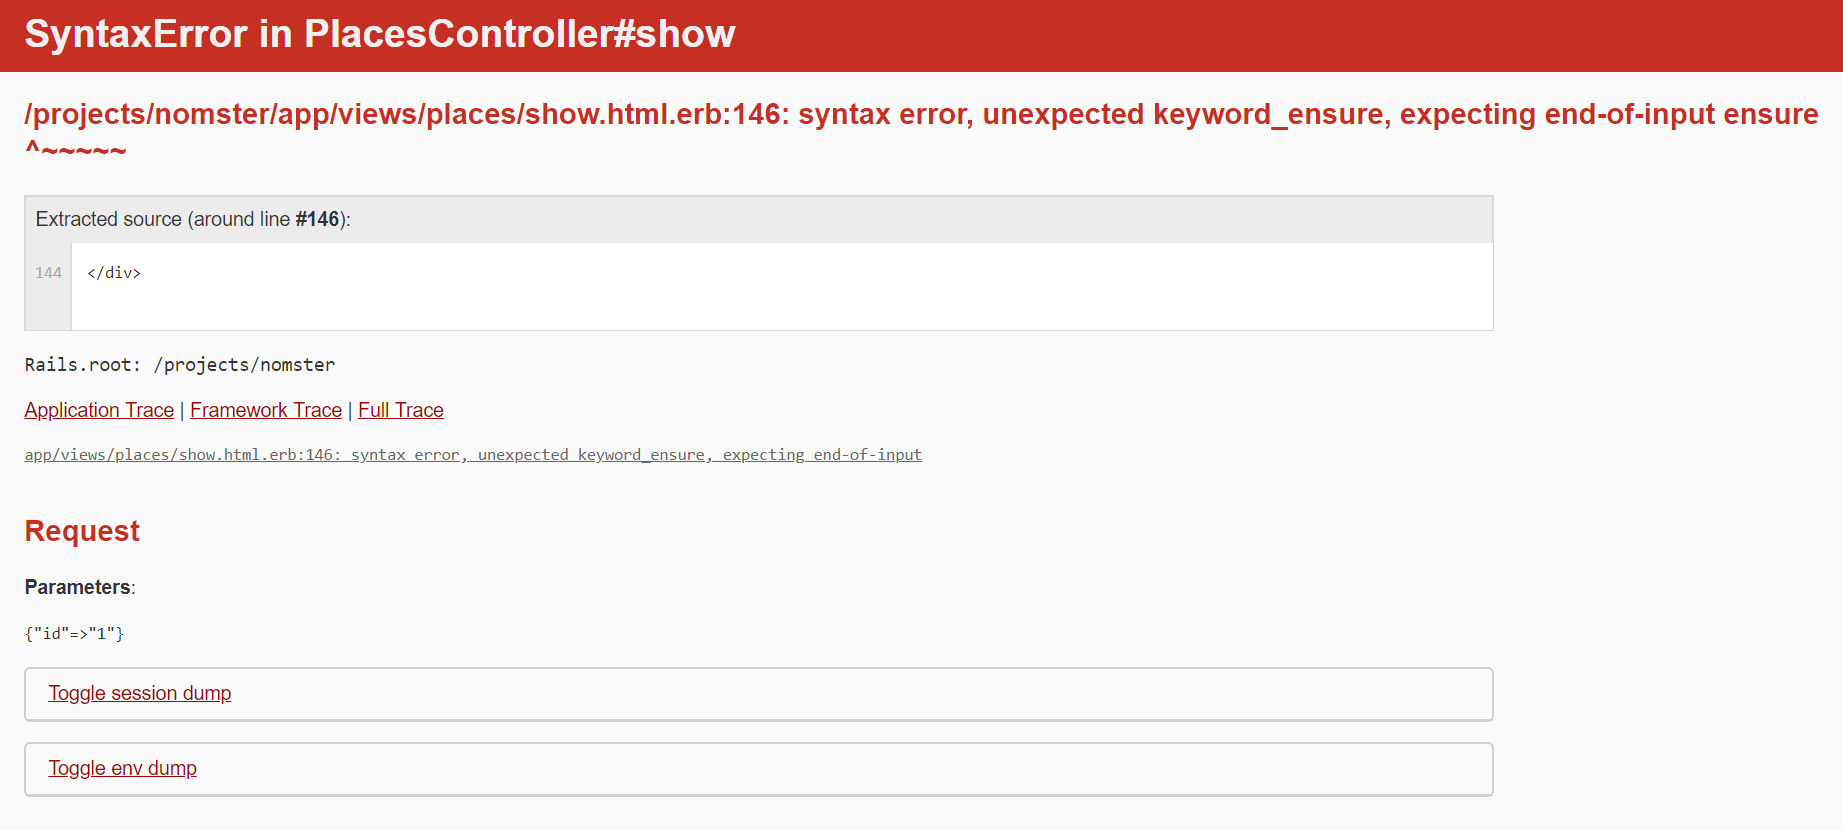 SyntaxError in PlacesController#show
/projects/nomster/app/views/places/show.html.erb:146: syntax error, unexpected keyword_ensure, expecting end-of-input ensure
^~~~~~
Extracted source (around line #146):
144 </div>
Rails.root: /projects/nomster
Application Trace | Framework Trace | Full Trace
app/views/places/show.html.erb:146: syntax error, unexpected keyword_ensure, expecting end-of-input
Request
Parameters:
{"id"=>"1"}
Toggle session dump
Toggle env dump